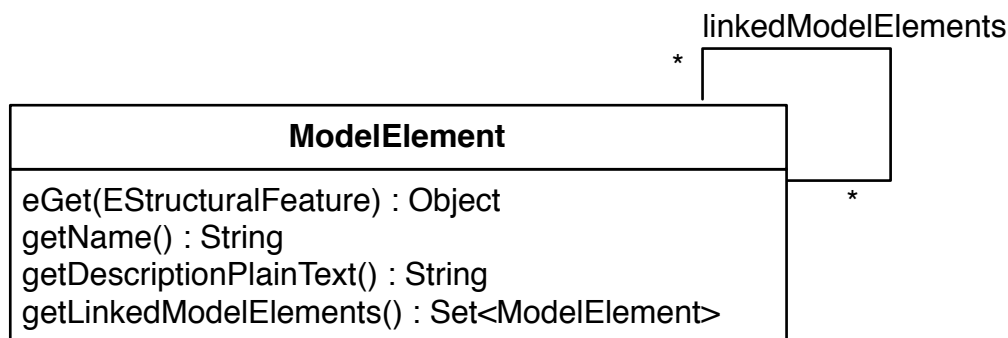 linkedModelElements
*
ModelElement
*
eGet(EStructuralFeature) : Object
getName() : String
getDescriptionPlainText() : String
getLinkedModelElements() : Set<ModelElement>